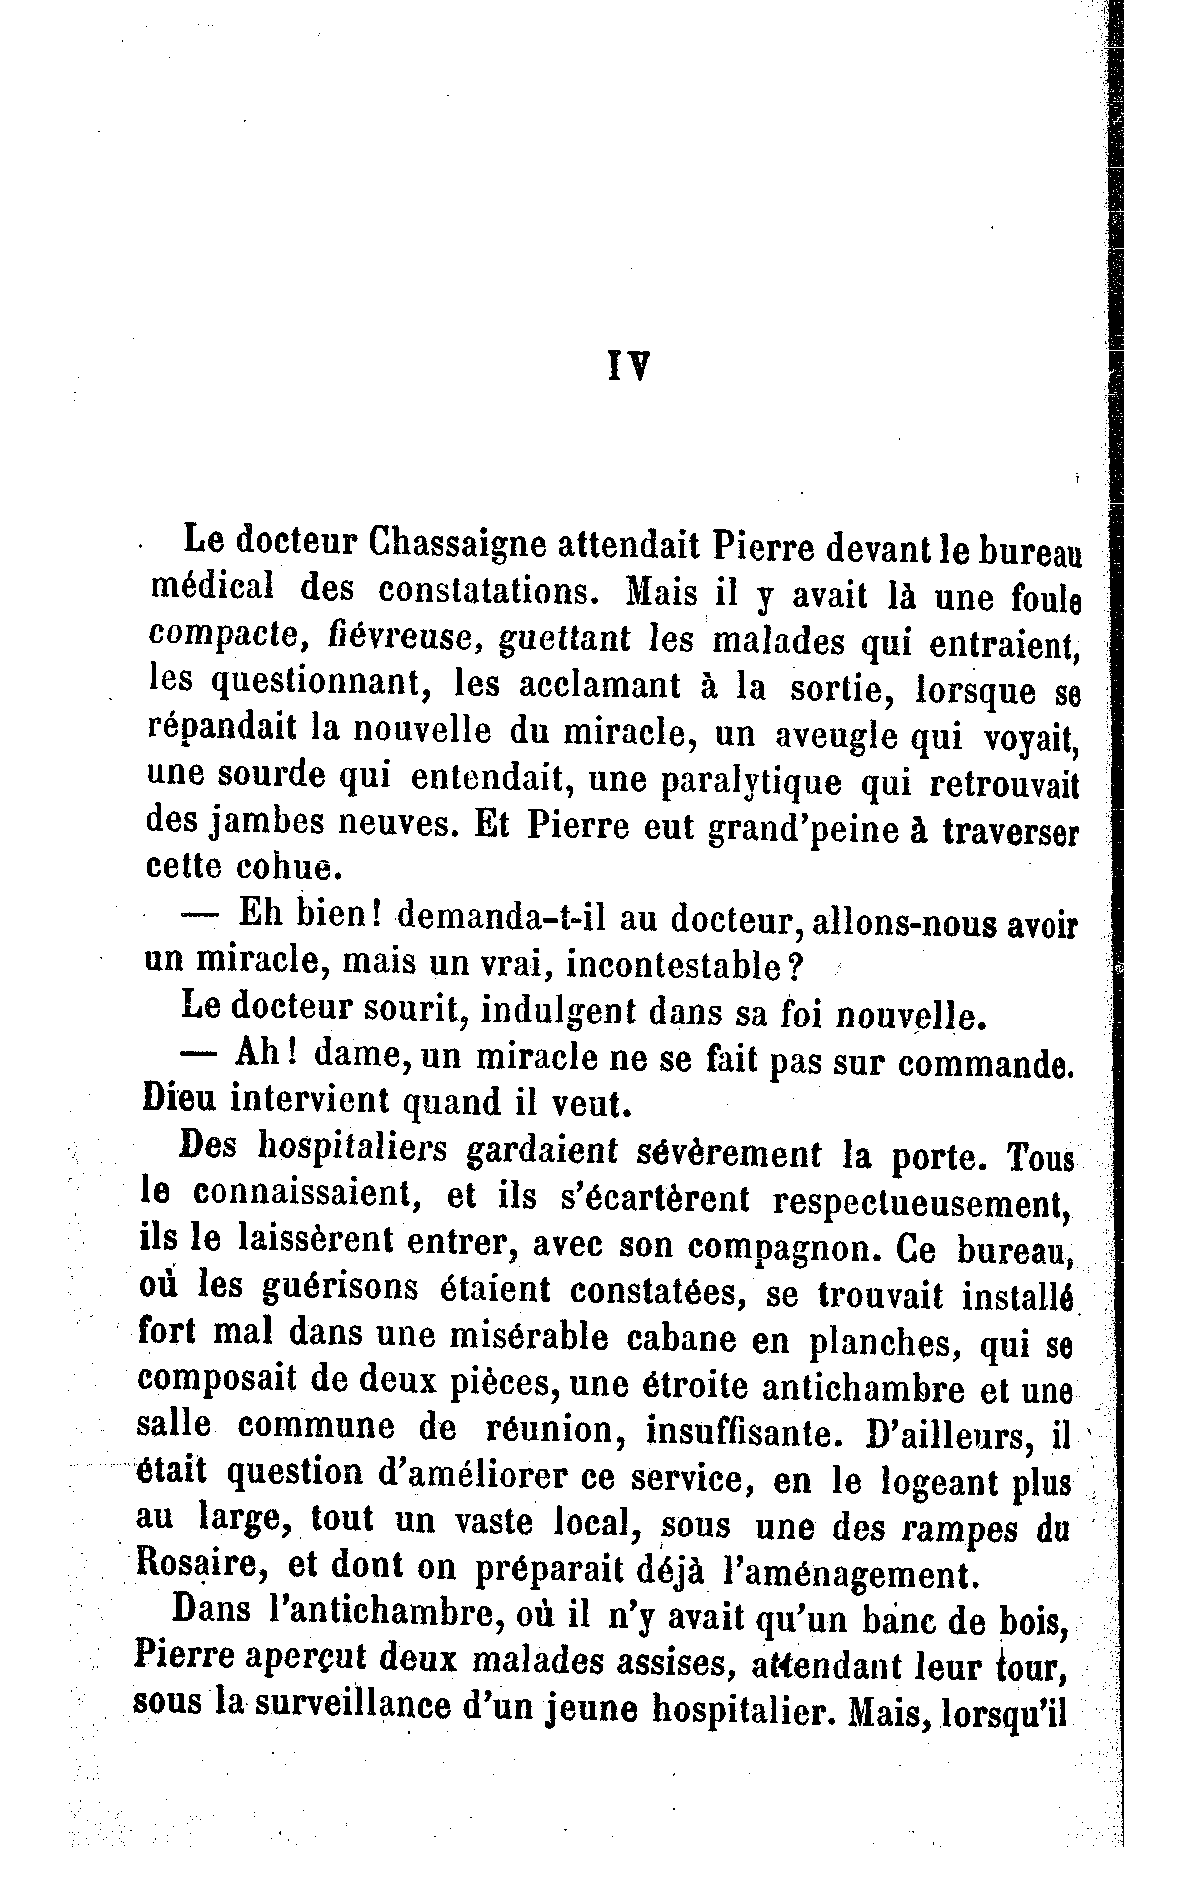 IV
Le docteur Chassaigne attendait Pierre devant le bureau
médical des constatations. Mais il y avait là une foule
compacte, fiévreuse, guettant les malades qui entraient,
les questionnant, les acclamant à la sortie, lorsque se
répandait la nouvelle du miracle, un aveugle qui voyait,
une sourde qui entendait, une paralytique qui retrouvait
des jambes neuves. Et Pierre eut grand'peine à traverser
cette cohue.
— Eh bien! demanda-t-il au docteur, allons-nous avoir
un miracle, mais un vrai, incontestable?
Le docteur sourit, indulgent dans sa foi nouvelle.
— Ah! dame, un miracle ne se fait pas sur commande.
Dieu intervient quand il veut.
Des hospitaliers gardaient sévèrement la porte. Tous
le connaissaient, et ils s'écartèrent respectueusement,
ils le laissèrent entrer, avec son compagnon. Ce bureau,
où les guérisons étaient constatées, se trouvait installé
fort mal dans une misérable cabane en planches, qui se
composait de deux pièces, une étroite antichambre et une
salle commune de réunion, insuffisante. D'ailleurs, il
était question d'améliorer ce service, en le logeant plus
au large, tout un vaste local, sous une des rampes du
Rosaire, et dont on préparait déjà l'aménagement.
Dans l'antichambre, où il n'y avait qu'un banc de bois,
Pierre aperçut deux malades assises, attendant leur tour,
sous la surveillance d'un jeune hospitalier. Mais, lorsqu'il